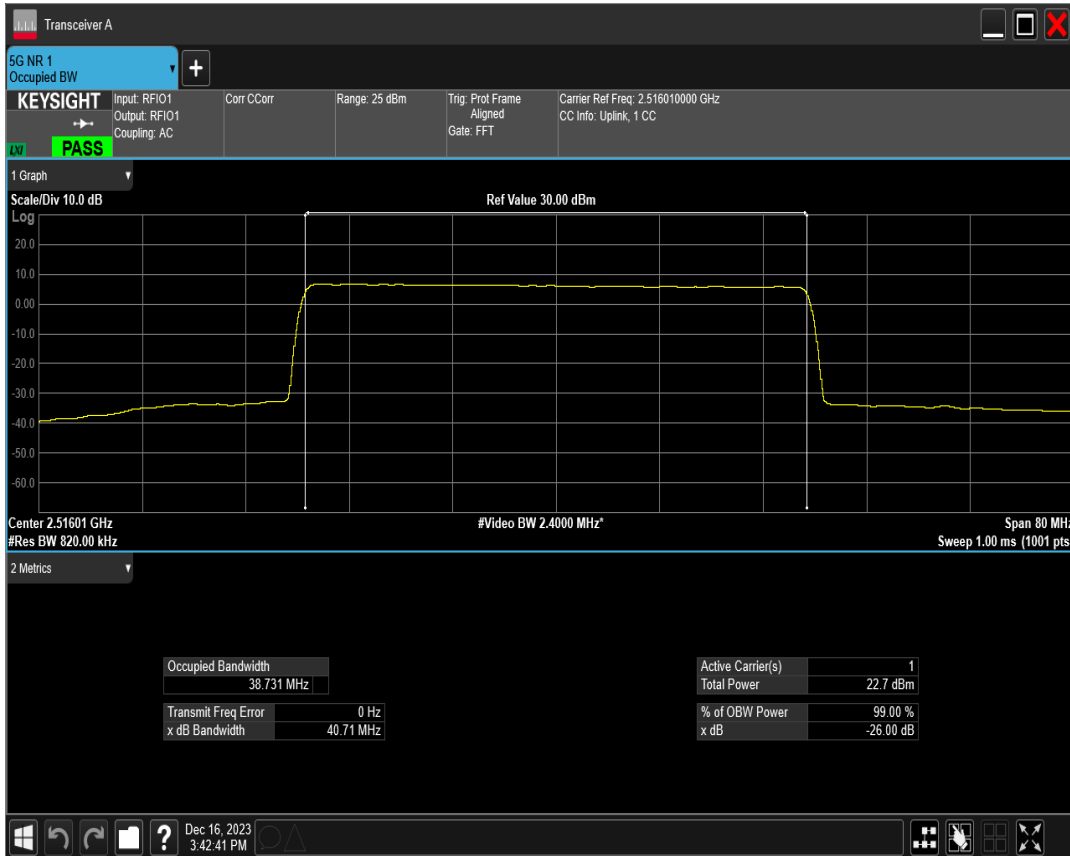 Transceiver A
5G NR 1
Occupied BW
KEYSIGHT
LXI
PASS
Input: RFIO1
Output: RFIO1
Coupling: AC
Corr CCorr
Range: 25 dBm
Trig: Prot Frame
Aligned
Gate: FFT
Carrier Ref Freq: 2.516010000 GHz
CC Info: Uplink, 1 CC
1 Graph
Scale/Div 10.0 dB
Ref Value 30.00 dBm
Log
20.0
10.0
0.00
-10.0
-20.0
-30.0
-40.0
-50.0
-60.0
Center 2.51601 GHz
#Video BW 2.4000 MHz*
Span 80 MHz
#Res BW 820.00 kHz
Sweep 1.00 ms (1001 pts
2 Metrics
Occupied Bandwidth
38.731 MHz
Transmit Freq Error 0 Hz
x dB Bandwidth 40.71 MHz
Active Carrier(s) 1
Total Power 22.7 dBm
% of OBW Power 99.00 %
x dB -26.00 dB
?
Dec 16, 2023
3:42:41 PM